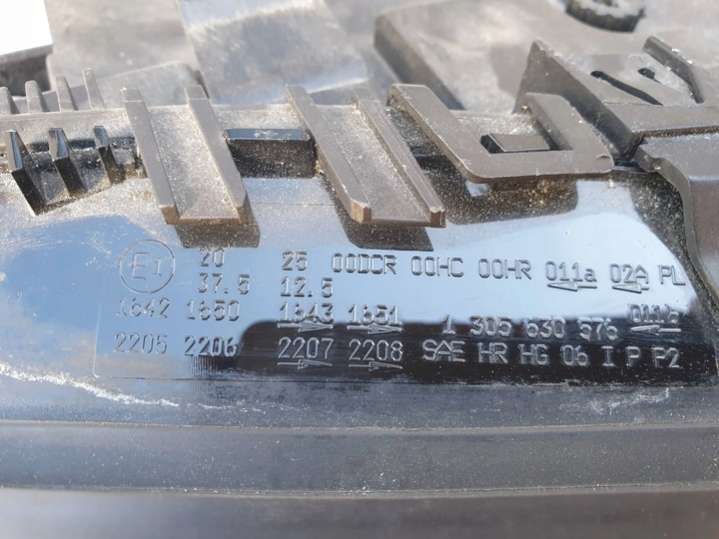 E1 20 25 00DCR 00HC 00HR 011a 02A PL
37.5 12.5
1642 1650 1643 1651 1 305 630 576 011b
2205 2206 2207 2208 SAE HR HG 06 I P P2